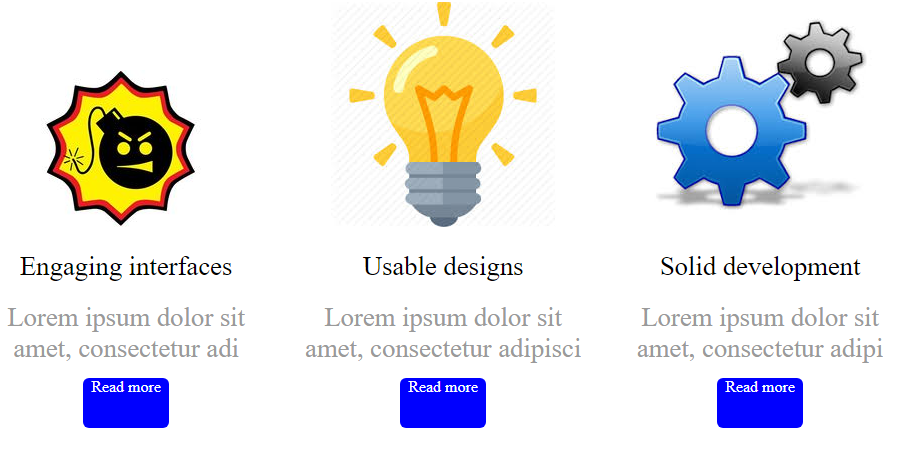 Engaging interfaces
Usable designs
Solid development
Lorem ipsum dolor sit
amet, consectetur adi
Lorem ipsum dolor sit
amet, consectetur adipisci
Lorem ipsum dolor sit
amet, consectetur adipi
Read more
Read more
Read more